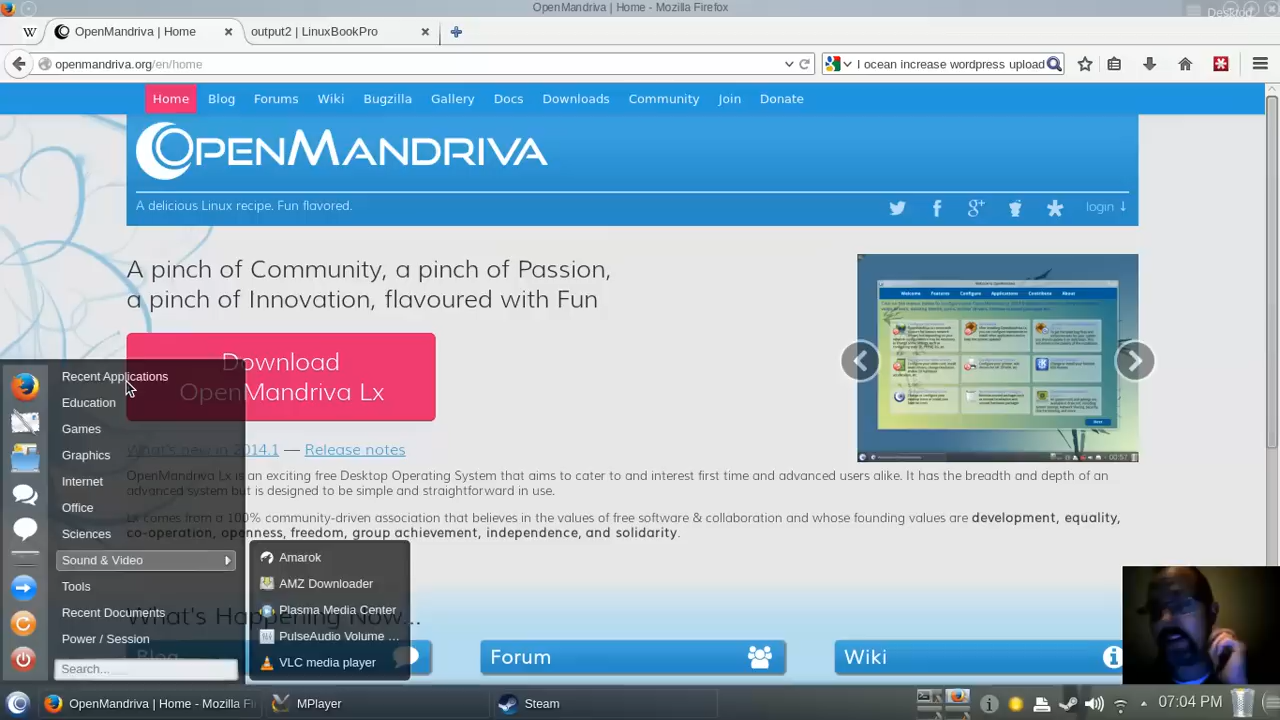 OpenMandriva | Home - Mozilla Firefox
Desktop
W OpenMandriva | Home
output2 | LinuxBookPro
openmandriva.org/en/home
I ocean increase wordpress upload
Home Blog Forums Wiki Bugzilla Gallery Docs Downloads Community Join Donate
OPENMANDRIVA
A delicious Linux recipe. Fun flavored.
login ↓
A pinch of Community, a pinch of Passion,
a pinch of Innovation, flavoured with Fun
Download
OpenMandriva Lx
What's new in 2014.1 — Release notes
OpenMandriva Lx is an exciting free Desktop Operating System that aims to cater to and interest first time and advanced users alike. It has the breadth and depth of an
advanced system but is designed to be simple and straightforward in use.
Lx comes from a 100% community-driven association that believes in the values of free software & collaboration and whose founding values are development, equality,
co-operation, openness, freedom, group achievement, independence, and solidarity.
What's Happening Now...
Blog
Forum
Wiki
Welcome Features Configure Applications Contribute About
Recent Applications
Education
Games
Graphics
Internet
Office
Sciences
Sound & Video
Tools
Recent Documents
Power / Session
Search...
Amarok
AMZ Downloader
Plasma Media Center
PulseAudio Volume ...
VLC media player
OpenMandriva | Home - Mozilla Fi
MPlayer
Steam
07:04 PM